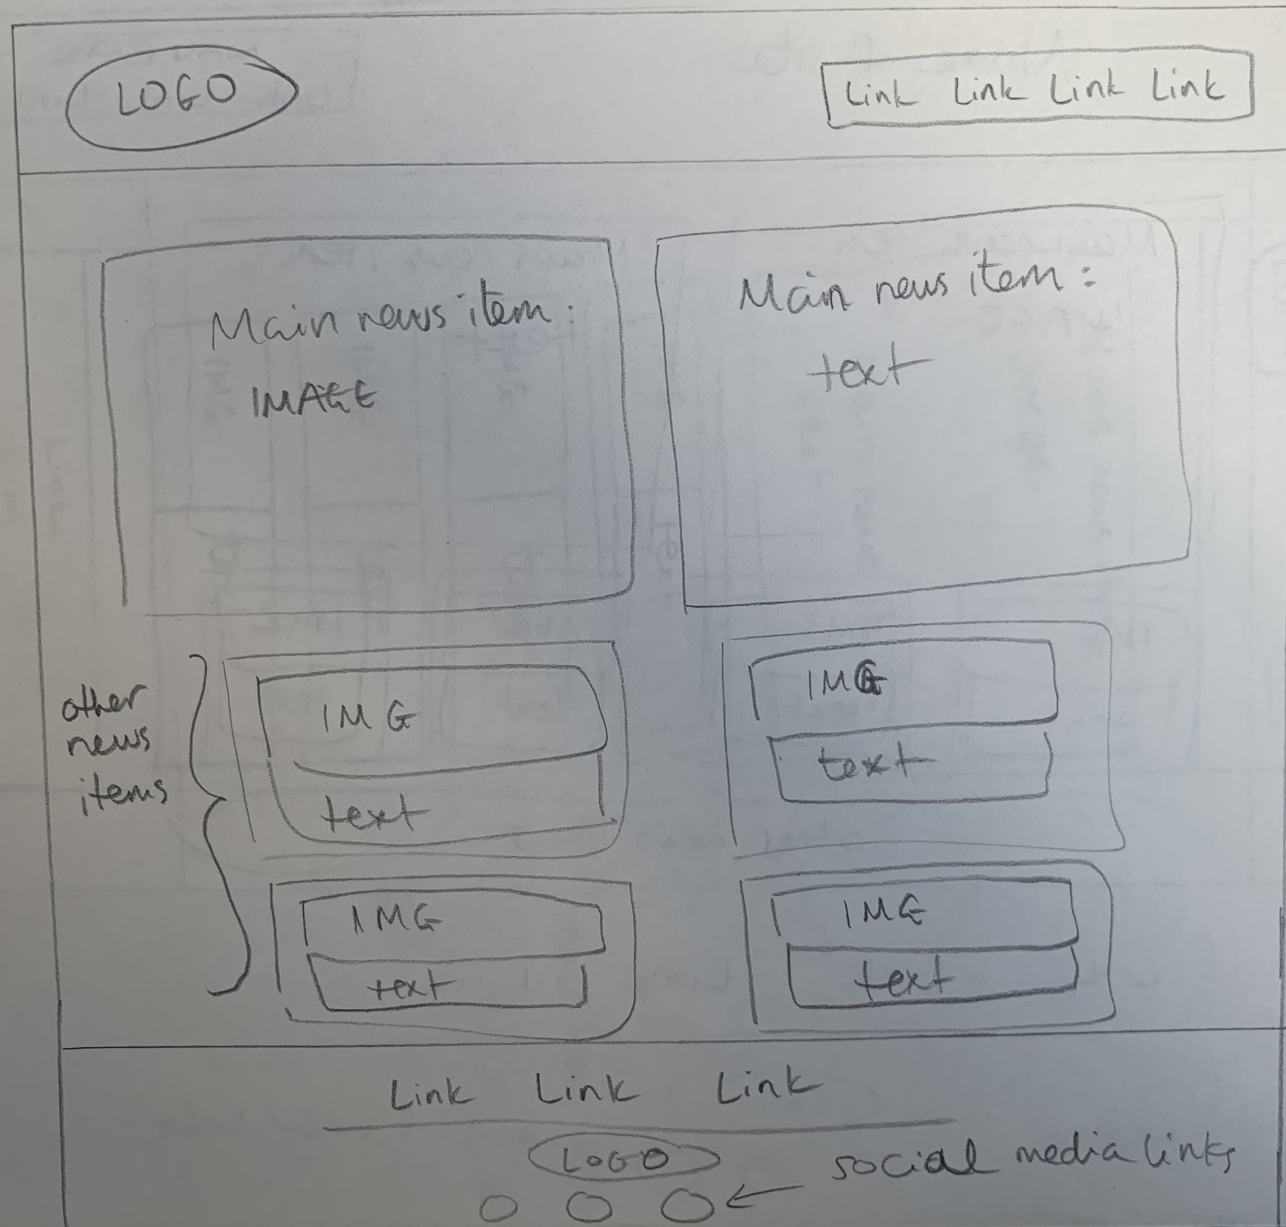 LOGO
Link Link Link Link
Main news item:
IMAGE
Main news item:
text
other
news
items
IMG
text
IMG
text
IMG
text
IMG
text
Link Link Link
LOGO
social media links